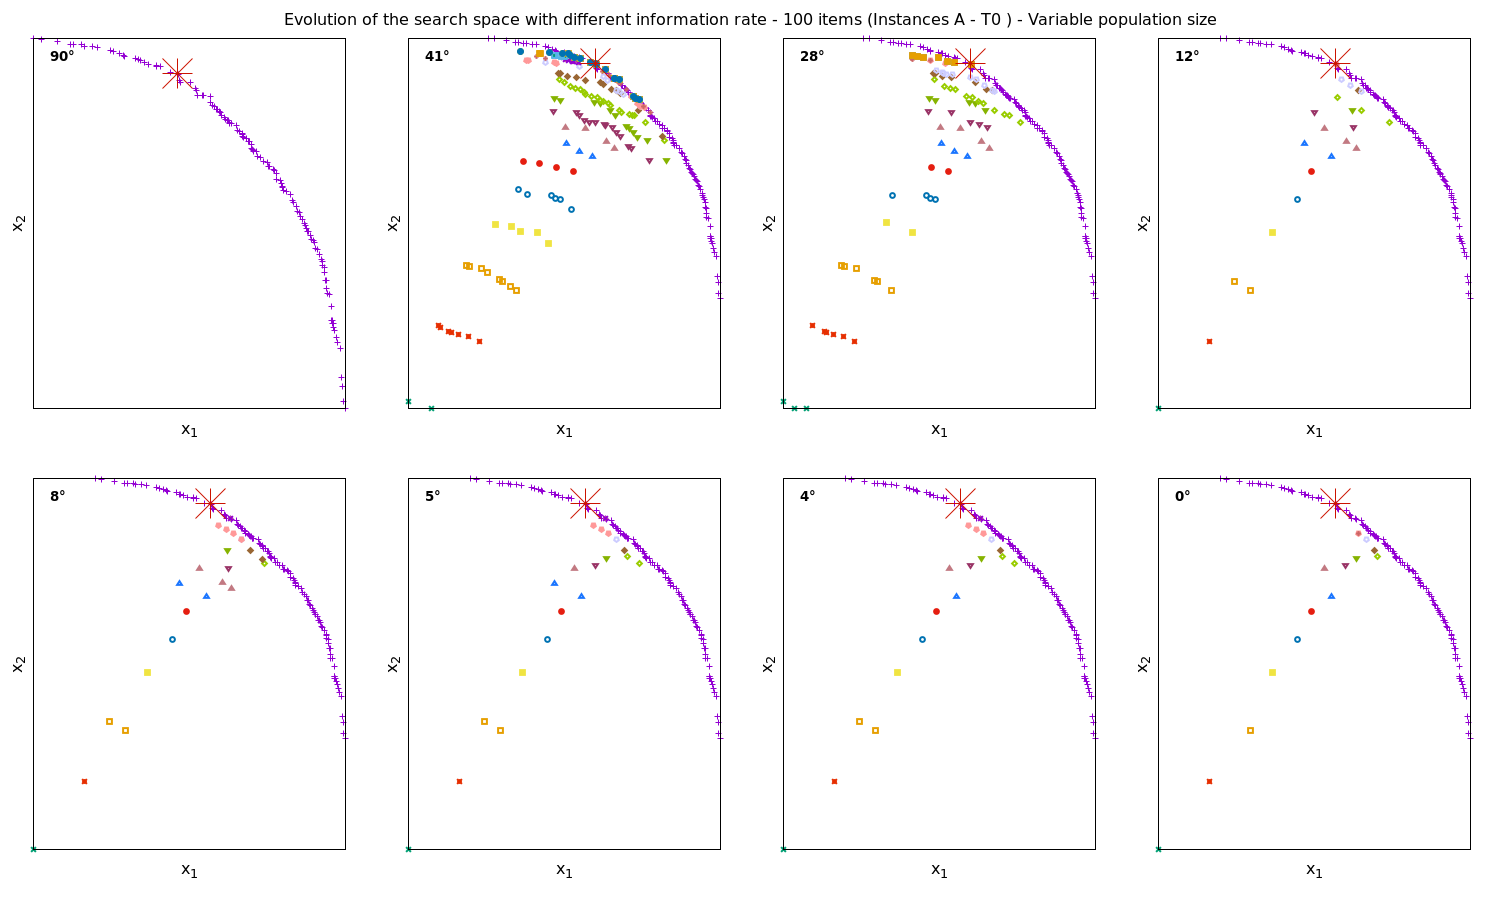 Evolution of the search space with different information rate - 100 items (Instances A - T0 ) - Variable population size
90°
41°
28°
12°
x2
x2
x2
x2
x1
x1
x1
x1
8°
5°
4°
0°
x2
x2
x2
x2
x1
x1
x1
x1